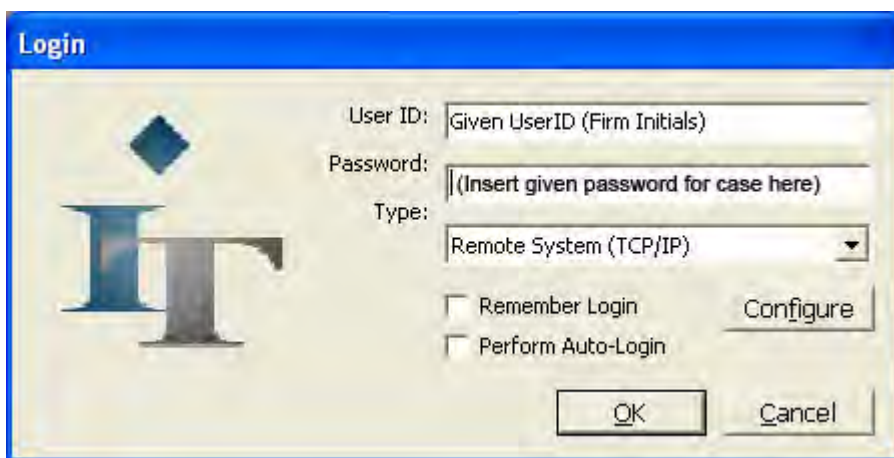 Login
User ID: Given UserID (Firm Initials)
Password: (Insert given password for case here)
Type: Remote System (TCP/IP)
iT
Remember Login
Configure
Perform Auto-Login
OK
Cancel